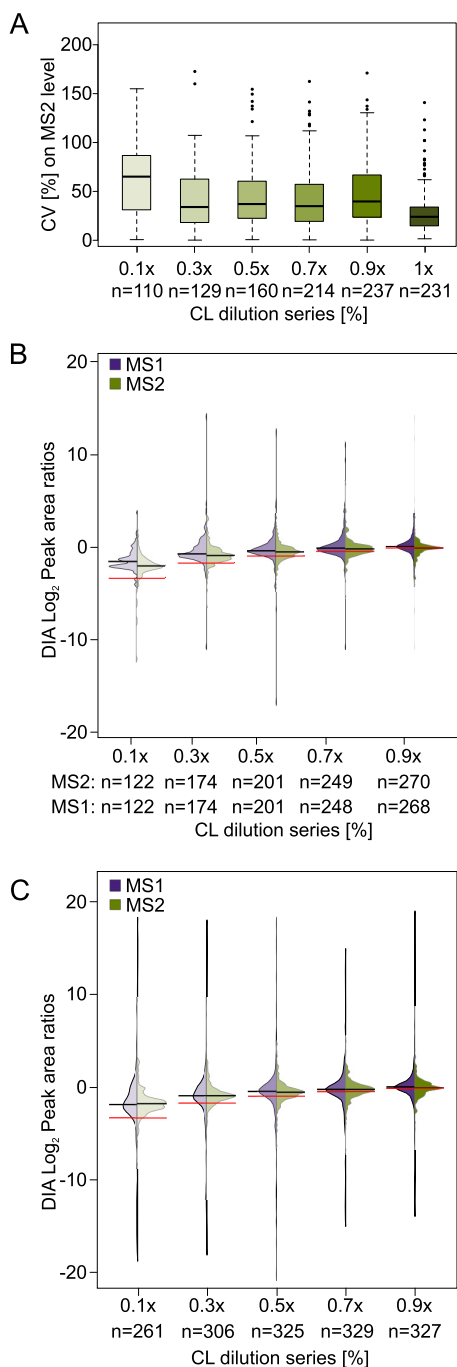 A
CV [%] on MS2 level
200
150
100
50
0
0.1x 0.3x 0.5x 0.7x 0.9x 1x
n=110 n=129 n=160 n=214 n=237 n=231
CL dilution series [%]
B
MS1
MS2
DIA Log2 Peak area ratios
20
10
0
-10
-20
0.1x 0.3x 0.5x 0.7x 0.9x
MS2: n=122 n=174 n=201 n=249 n=270
MS1: n=122 n=174 n=201 n=248 n=268
CL dilution series [%]
C
MS1
MS2
DIA Log2 Peak area ratios
20
10
0
-10
-20
0.1x 0.3x 0.5x 0.7x 0.9x
n=261 n=306 n=325 n=329 n=327
CL dilution series [%]